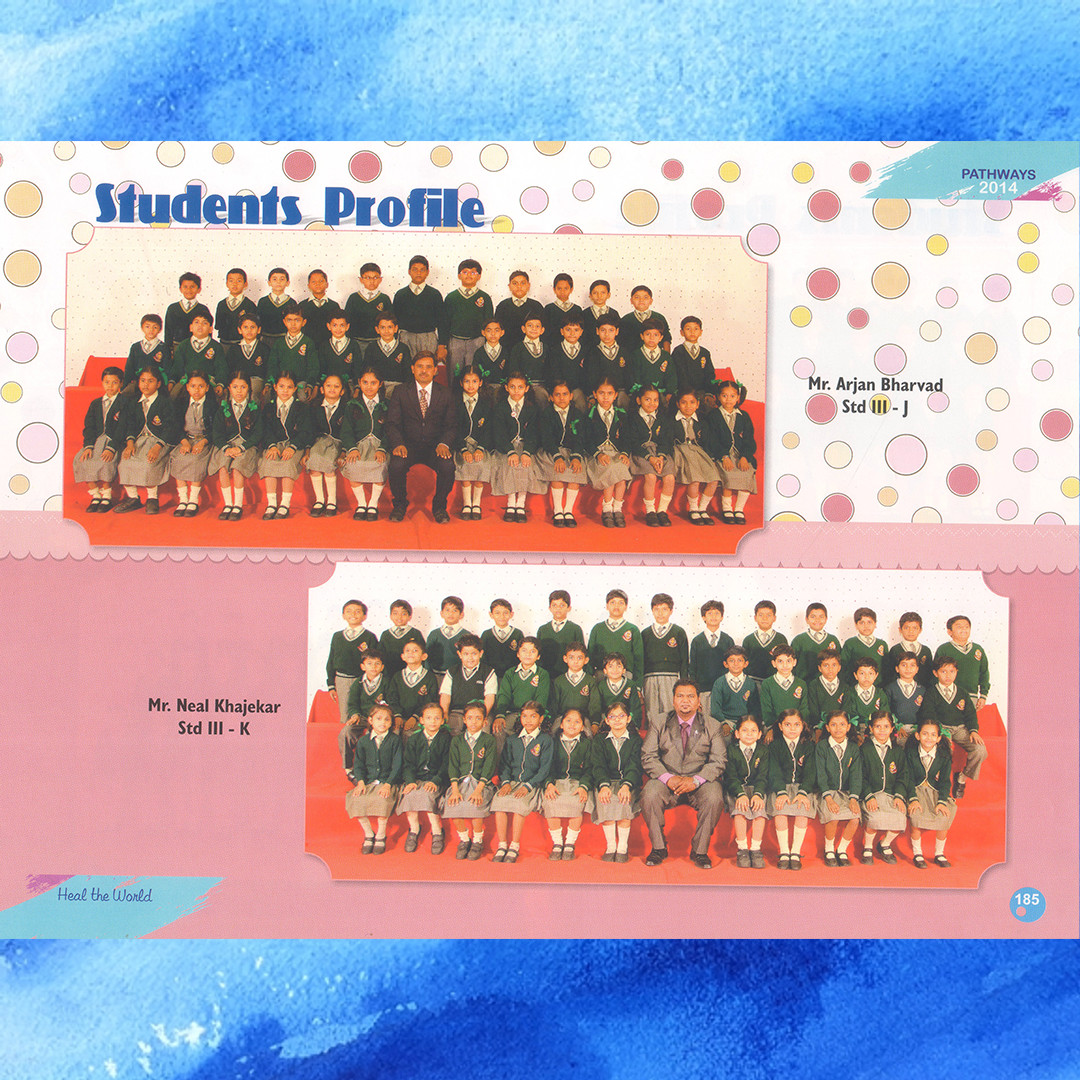 Students Profile
PATHWAYS
2014
Mr. Arjan Bharvad
Std III - J
Mr. Neal Khajekar
Std III - K
Heal the World
185